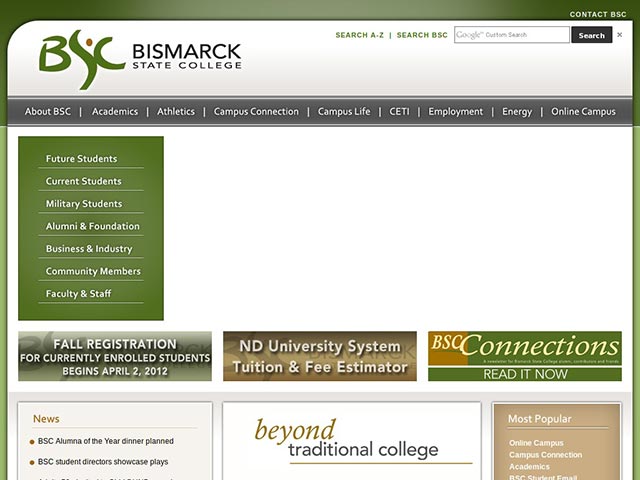 CONTACT BSC
SEARCH A-Z | SEARCH BSC
Google™ Custom Search
Search
×
BSC BISMARCK
STATE COLLEGE
About BSC | Academics | Athletics | Campus Connection | Campus Life | CETI | Employment | Energy | Online Campus
Future Students
Current Students
Military Students
Alumni & Foundation
Business & Industry
Community Members
Faculty & Staff
FALL REGISTRATION
FOR CURRENTLY ENROLLED STUDENTS
BEGINS APRIL 2, 2012
ND University System
Tuition & Fee Estimator
BSC Connections
A newsletter for Bismarck State College alumni, contributors and friends
READ IT NOW
News
BSC Alumna of the Year dinner planned
BSC student directors showcase plays
beyond
traditional college
Most Popular
Online Campus
Campus Connection
Academics
BSC Student Email